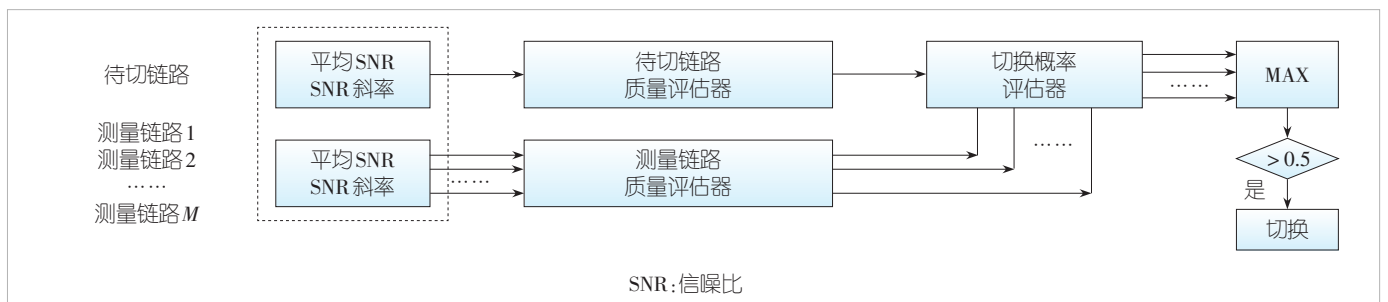 待切链路
平均SNR
SNR斜率
待切链路
质量评估器
切换概率
评估器
……
MAX
测量链路1
测量链路2
……
测量链路M
平均SNR
SNR斜率
……
测量链路
质量评估器
……
>0.5
是
切换
SNR:信噪比